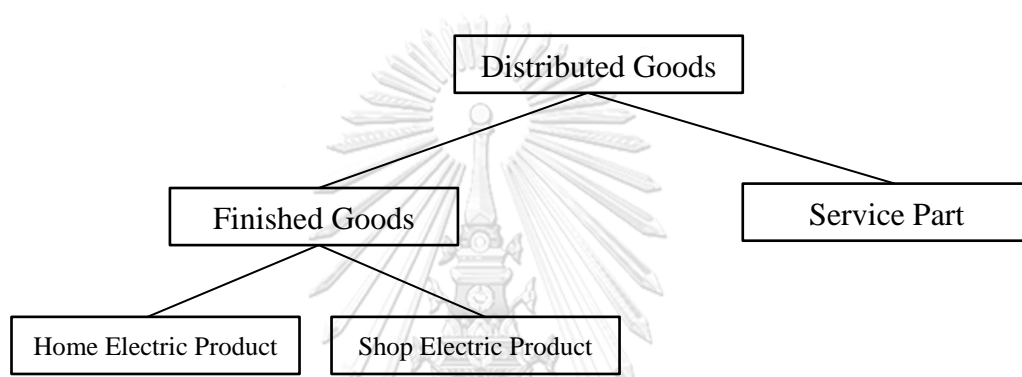 Distributed Goods
Finished Goods
Service Part
Home Electric Product
Shop Electric Product